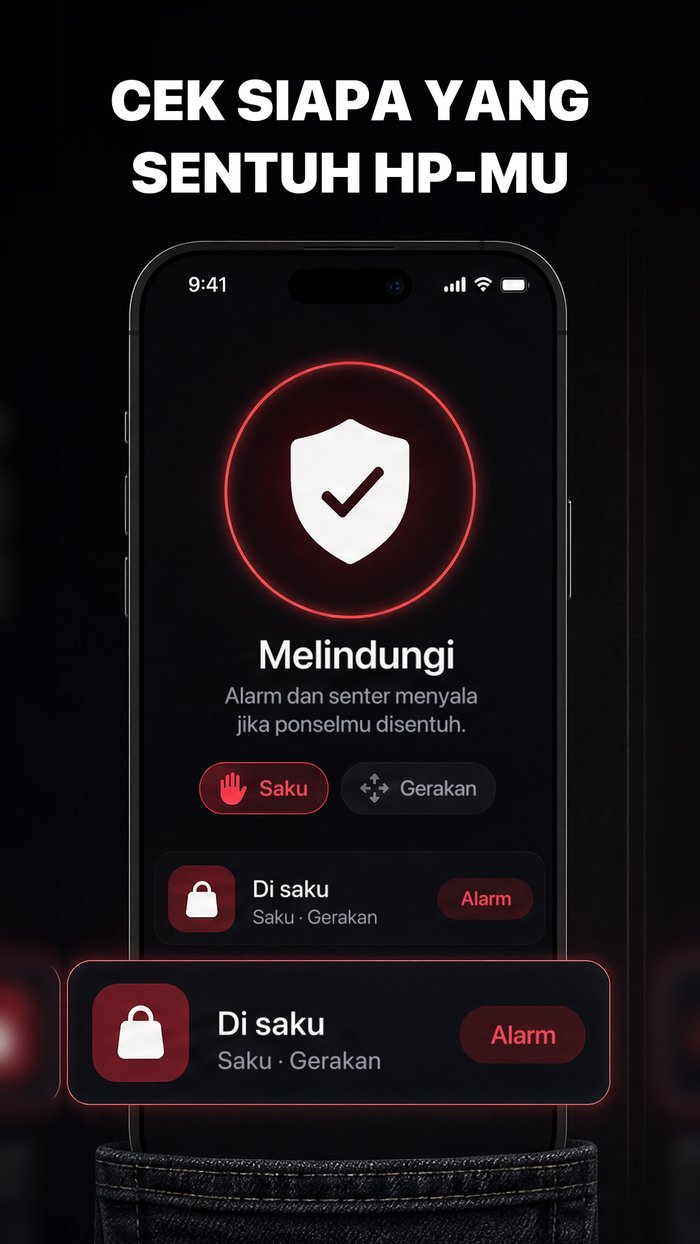 CEK SIAPA YANG
SENTUH HP-MU
9:41
Melindungi
Alarm dan senter menyala
jika ponselmu disentuh.
Saku
Gerakan
Di saku
Saku · Gerakan
Alarm
Di saku
Saku · Gerakan
Alarm